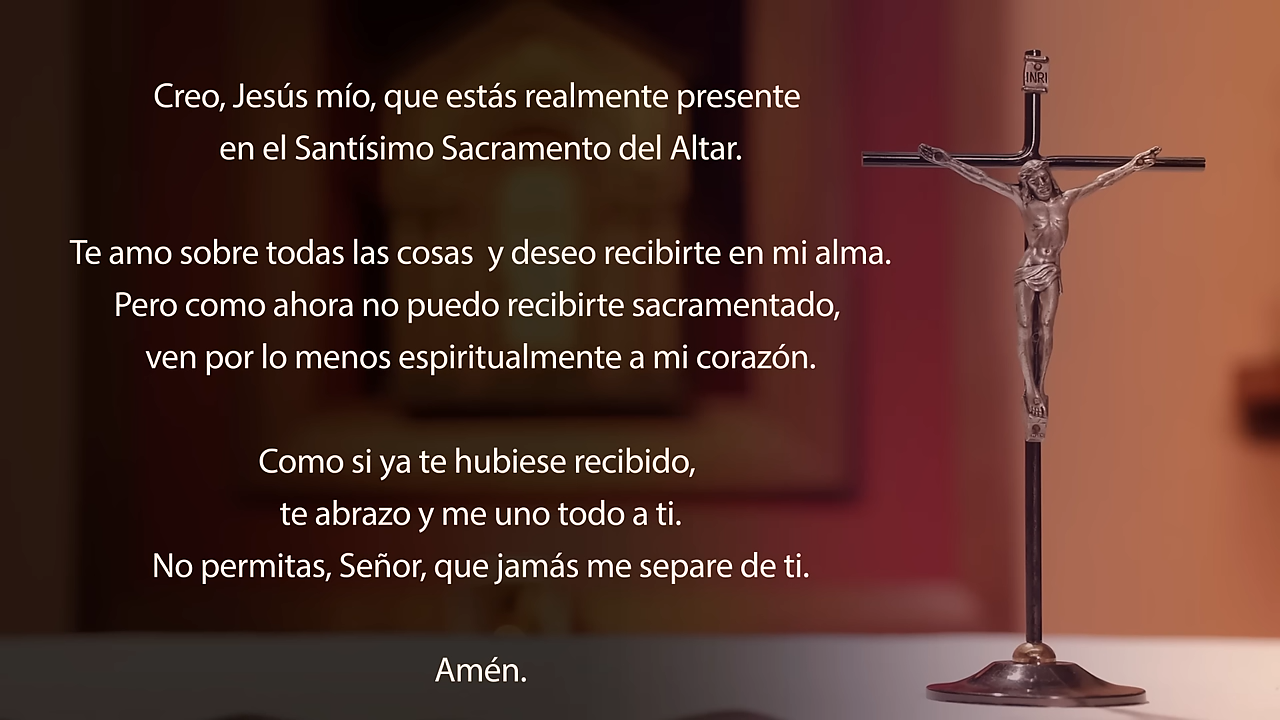 INRI
Creo, Jesús mío, que estás realmente presente
en el Santísimo Sacramento del Altar.
Te amo sobre todas las cosas  y deseo recibirte en mi alma.
Pero como ahora no puedo recibirte sacramentado,
ven por lo menos espiritualmente a mi corazón.
Como si ya te hubiese recibido,
te abrazo y me uno todo a ti.
No permitas, Señor, que jamás me separe de ti.
Amén.